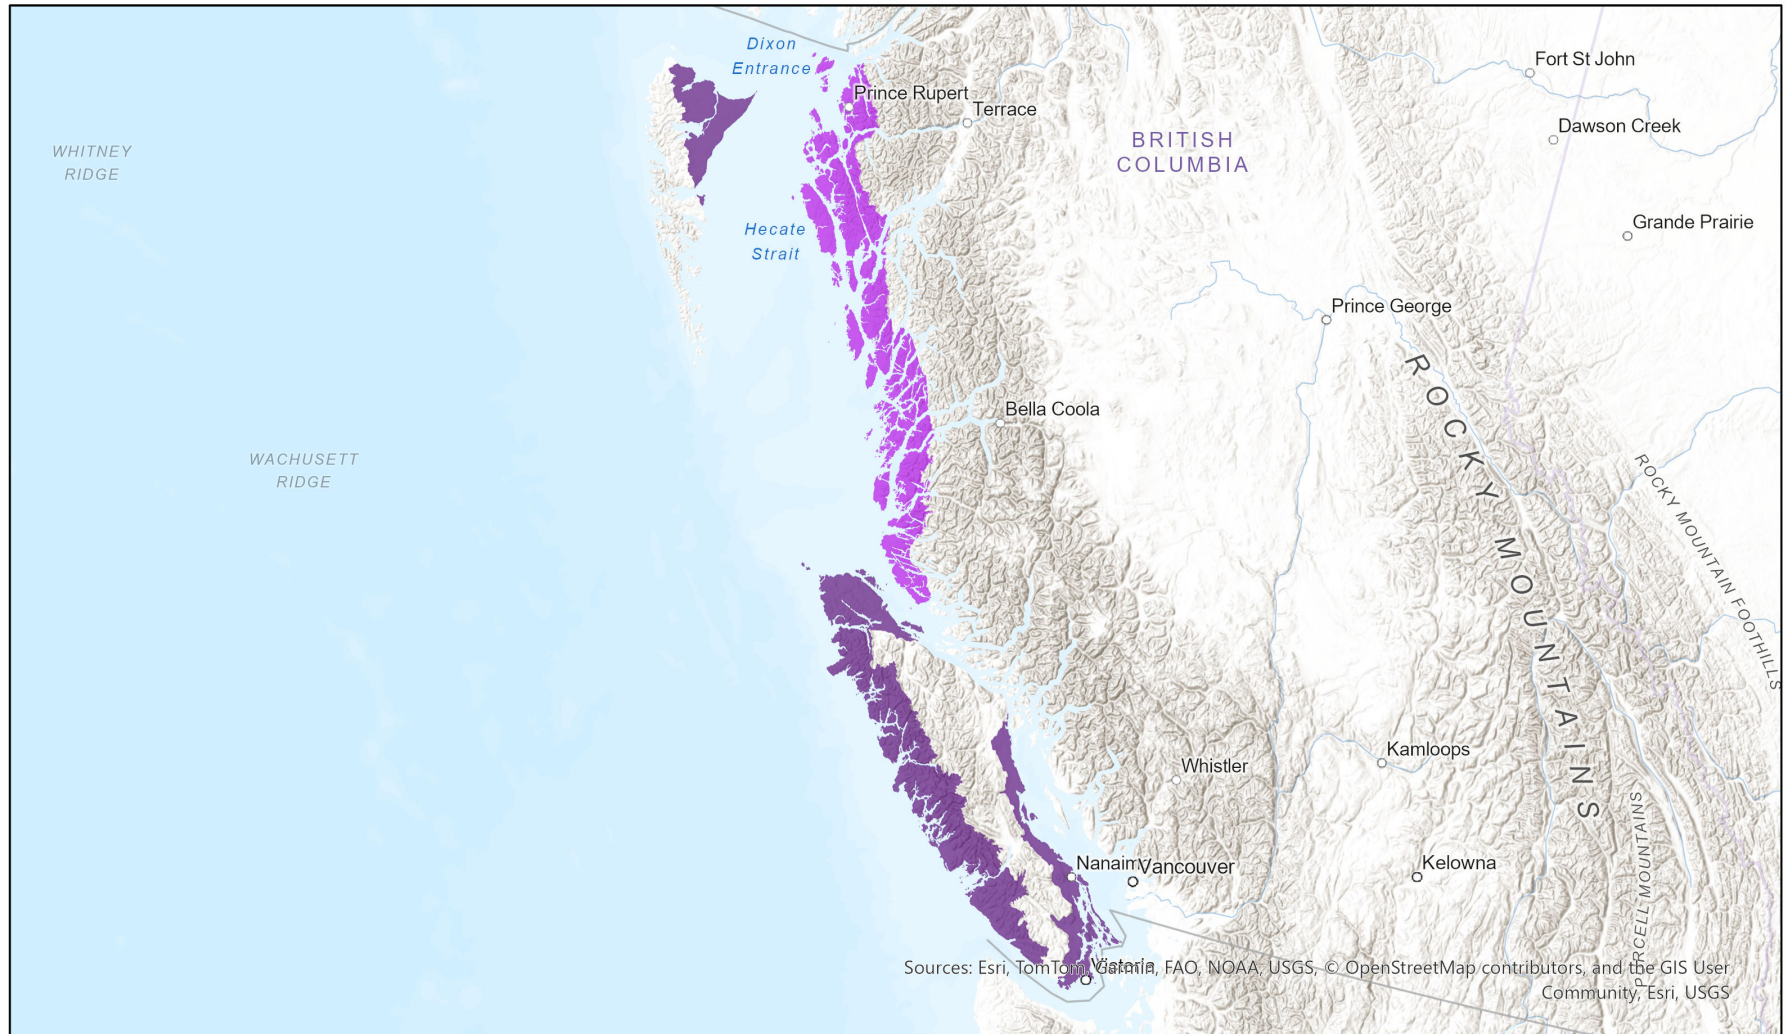 Dixon
Entrance
Fort St John
Prince Rupert
Terrace
Dawson Creek
WHITNEY
RIDGE
BRITISH
COLUMBIA
Grande Prairie
Hecate
Strait
Prince George
ROCKY MOUNTAINS
Bella Coola
WACHUSETT
RIDGE
ROCKY MOUNTAIN FOOTHILLS
Kamloops
Whistler
PURCELL MOUNTAINS
Nanaim
Vancouver
Kelowna
Victoria
Sources: Esri, TomTom, Garmin, FAO, NOAA, USGS, © OpenStreetMap contributors, and the GIS User
Community, Esri, USGS